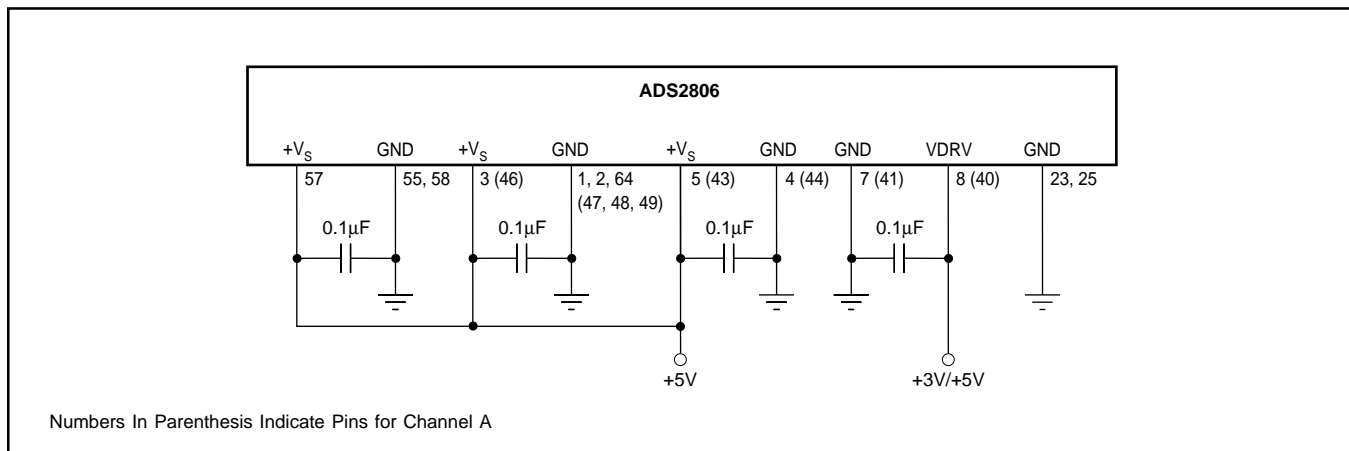 ADS2806
+VS GND +VS GND +VS GND GND VDRV GND
57 55, 58 3 (46) 1, 2, 64 5 (43) 4 (44) 7 (41) 8 (40) 23, 25
(47, 48, 49)
0.1µF 0.1µF 0.1µF 0.1µF
+5V +3V/+5V
Numbers In Parenthesis Indicate Pins for Channel A